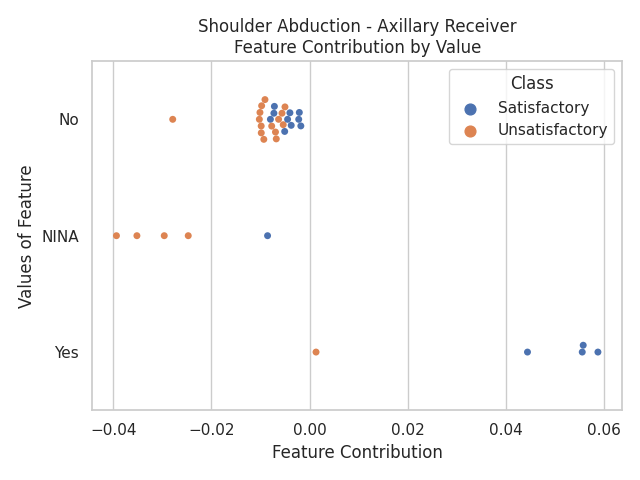 Shoulder Abduction - Axillary Receiver
Feature Contribution by Value
Class
Satisfactory
Unsatisfactory
No
NINA
Yes
Values of Feature
−0.04
−0.02
0.00
0.02
0.04
0.06
Feature Contribution